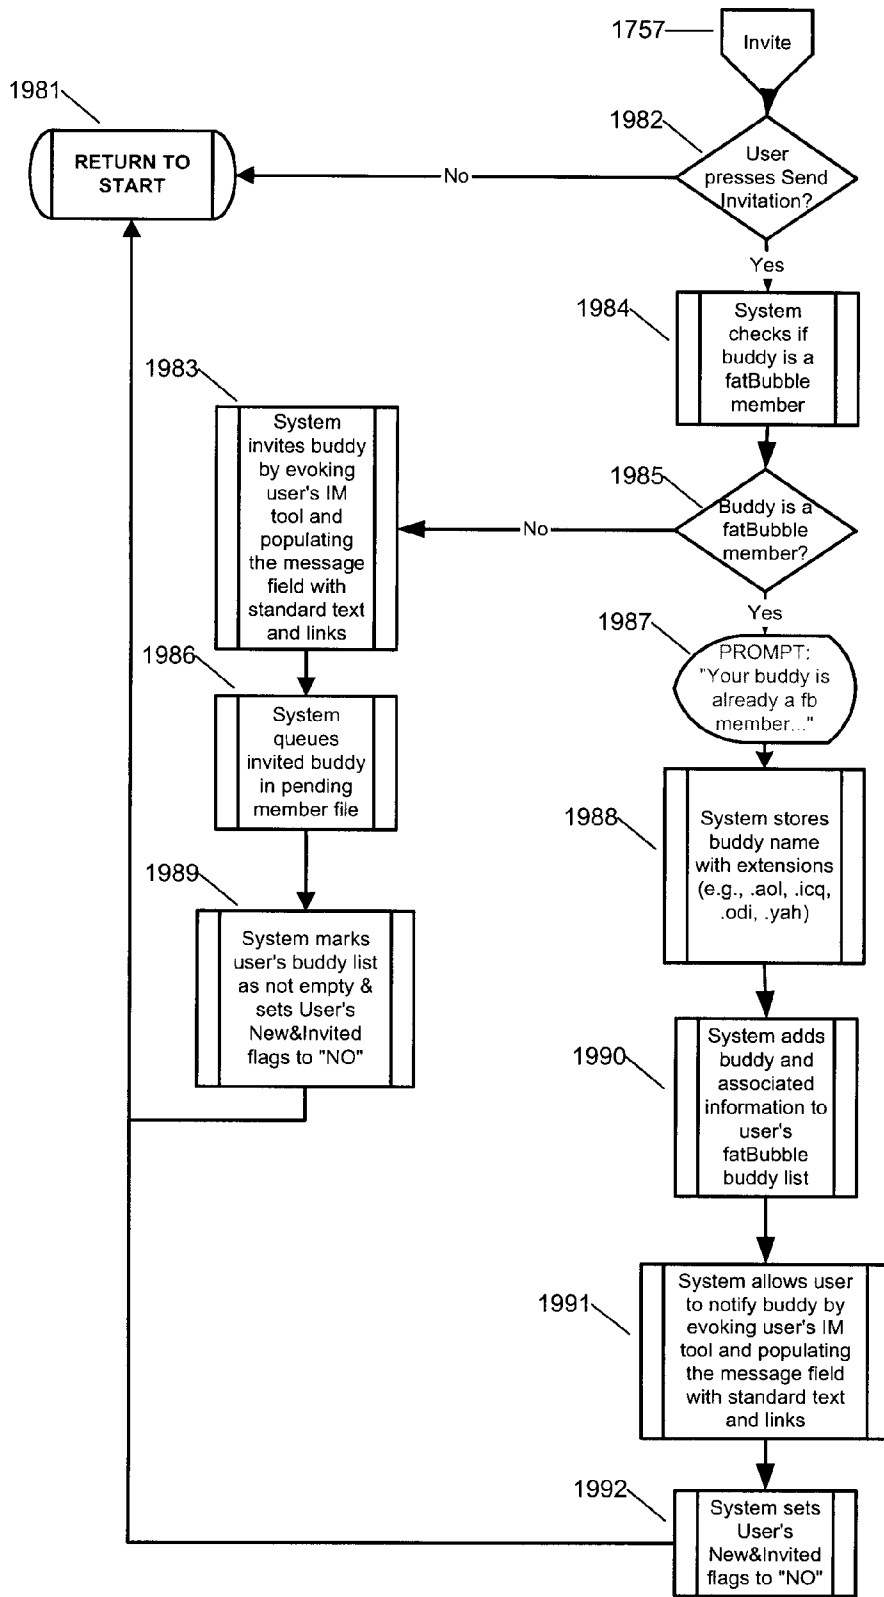 1757
Invite
1981
RETURN TO
START
1982
User
presses Send
Invitation?
No
Yes
1984
System
checks if
buddy is a
fatBubble
member
1983
System
invites buddy
by evoking
user's IM
tool and
populating
the message
field with
standard text
and links
1985
Buddy is a
fatBubble
member?
No
Yes
1987
PROMPT:
"Your buddy is
already a fb
member..."
1986
System
queues
invited buddy
in pending
member file
1988
System stores
buddy name
with extensions
(e.g., .aol, .icq,
.odi, .yah)
1989
System marks
user's buddy list
as not empty &
sets User's
New&Invited
flags to "NO"
1990
System adds
buddy and
associated
information to
user's
fatBubble
buddy list
1991
System allows user
to notify buddy by
evoking user's IM
tool and populating
the message field
with standard text
and links
1992
System sets
User's
New&Invited
flags to "NO"